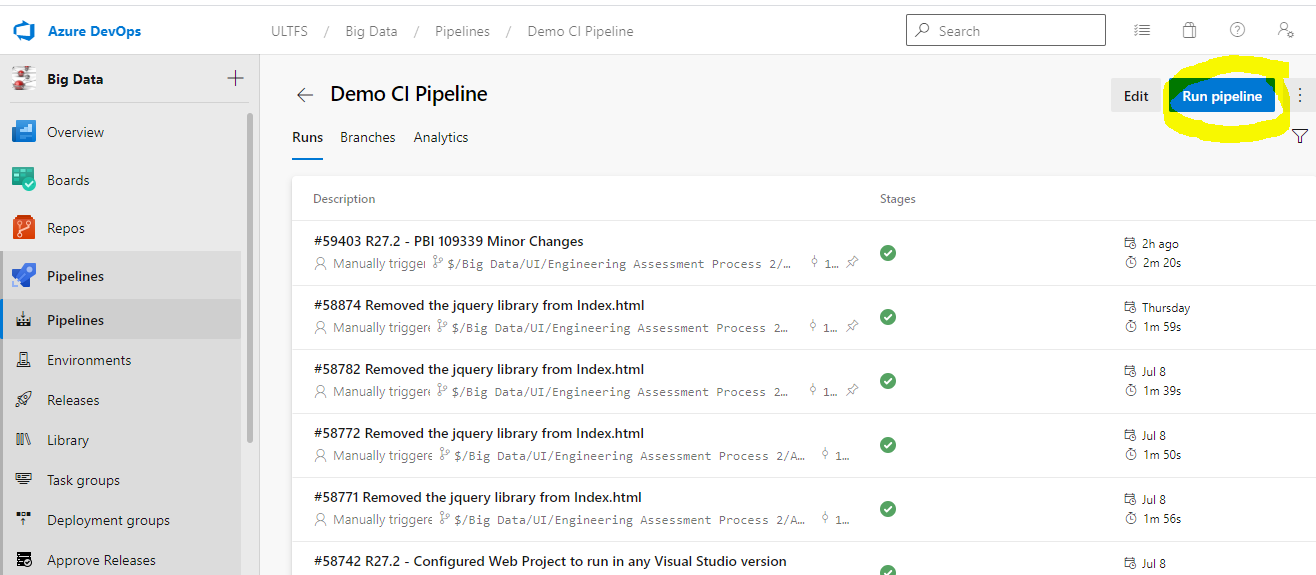 Azure DevOps
ULTFS / Big Data / Pipelines / Demo CI Pipeline
Search
Big Data
Overview
Boards
Repos
Pipelines
Pipelines
Environments
Releases
Library
Task groups
Deployment groups
Approve Releases
Demo CI Pipeline
Edit
Run pipeline
Runs Branches Analytics
Description Stages
#59403 R27.2 - PBI 109339 Minor Changes
Manually trigger $/Big Data/UI/Engineering Assessment Process 2/… 1…
2h ago
2m 20s
#58874 Removed the jquery library from Index.html
Manually triggere $/Big Data/UI/Engineering Assessment Process 2… 1…
Thursday
1m 59s
#58782 Removed the jquery library from Index.html
Manually triggere $/Big Data/UI/Engineering Assessment Process 2… 1…
Jul 8
1m 39s
#58772 Removed the jquery library from Index.html
Manually triggere $/Big Data/UI/Engineering Assessment Process 2/A… 1…
Jul 8
1m 50s
#58771 Removed the jquery library from Index.html
Manually triggere $/Big Data/UI/Engineering Assessment Process 2/A… 1…
Jul 8
1m 56s
#58742 R27.2 - Configured Web Project to run in any Visual Studio version
Jul 8